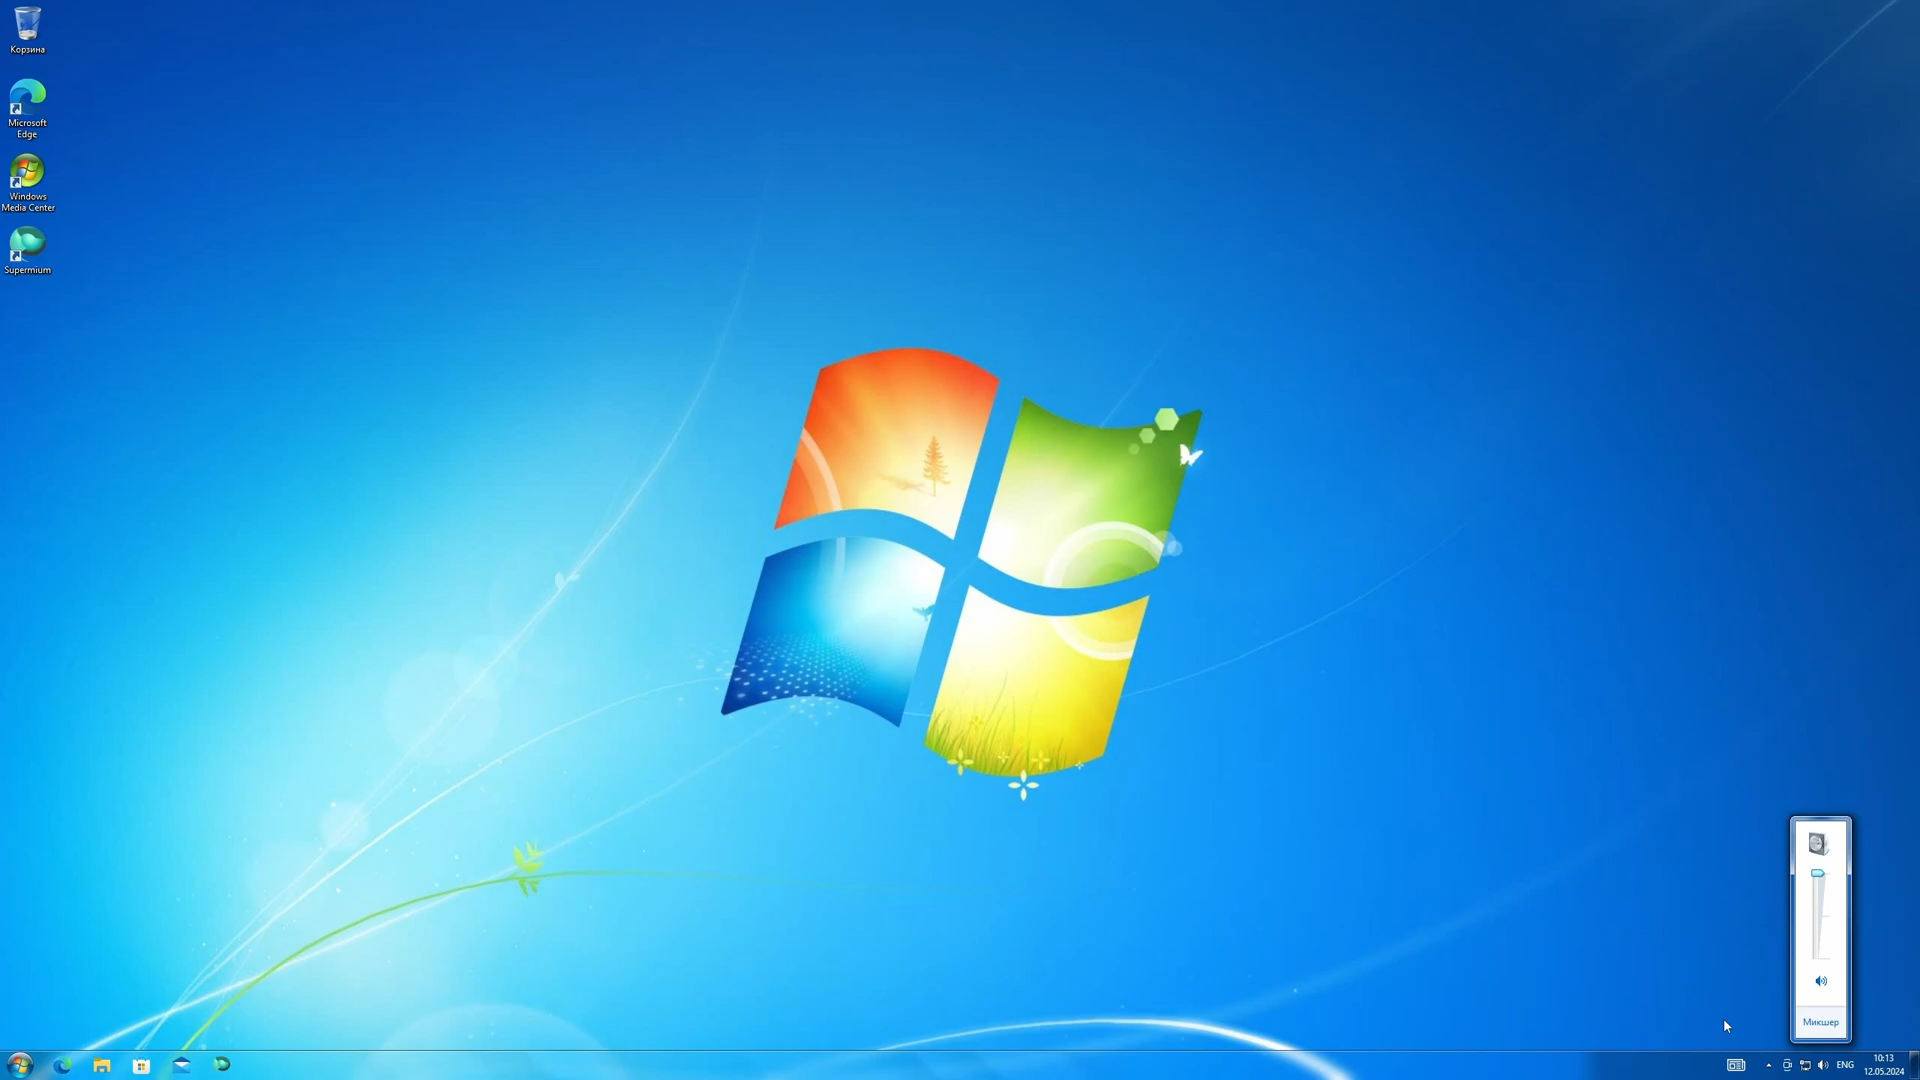 Корзина
Microsoft
Edge
Windows
Media Center
Supermium
Микшер
ENG
10:13
12.05.2024